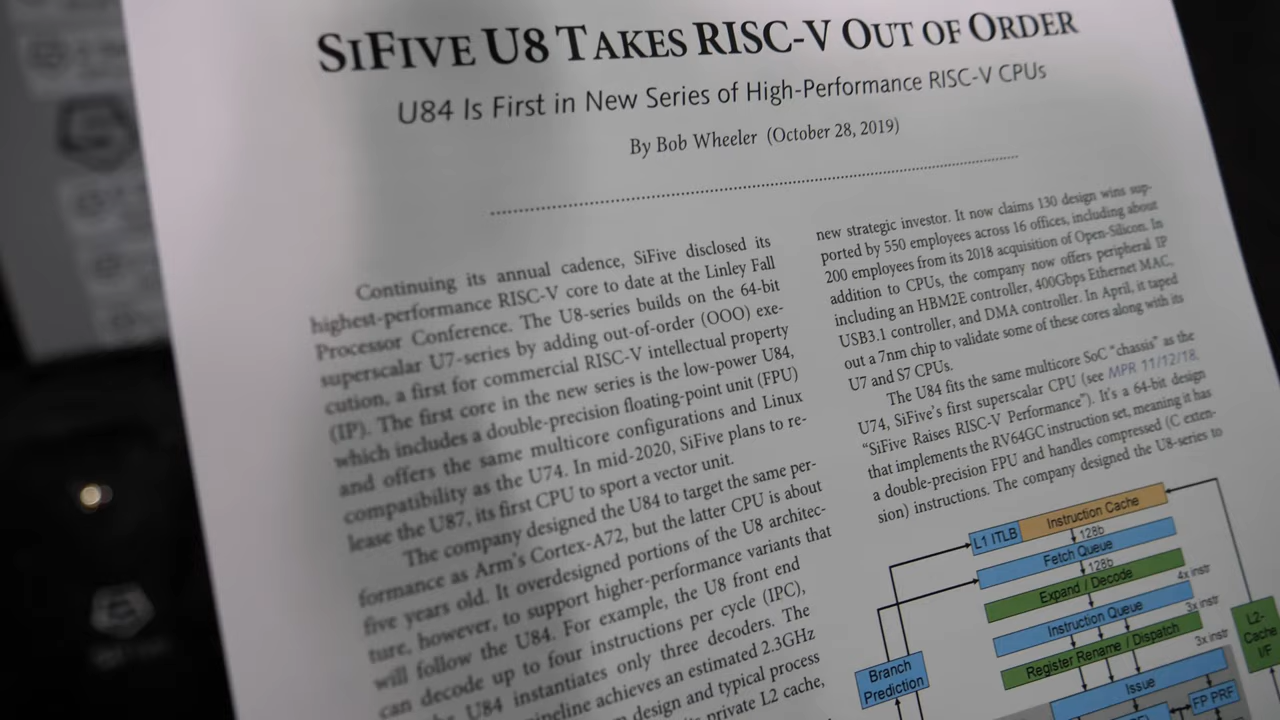 SIFIVE U8 TAKES RISC-V OUT OF ORDER
U84 Is First in New Series of High-Performance RISC-V CPUs
By Bob Wheeler (October 28, 2019)
Continuing its annual cadence, SiFive disclosed its
highest-performance RISC-V core to date at the Linley Fall
Processor Conference. The U8-series builds on the 64-bit
superscalar U7-series by adding out-of-order (OOO) exe-
cution, a first for commercial RISC-V intellectual property
(IP). The first core in the new series is the low-power U84,
which includes a double-precision floating-point unit (FPU)
and offers the same multicore configurations and Linux
compatibility as the U74. In mid-2020, SiFive plans to re-
lease the U87, its first CPU to sport a vector unit.
The company designed the U84 to target the same per-
formance as Arm's Cortex-A72, but the latter CPU is about
five years old. It overdesigned portions of the U8 architec-
ture, however, to support higher-performance variants that
will follow the U84. For example, the U8 front end
can decode up to four instructions per cycle (IPC),
U84 instantiates only three decoders. The
pipeline achieves an estimated 2.3GHz
design and typical process
private L2 cache,
new strategic investor. It now claims 130 design wins sup-
ported by 550 employees across 16 offices, including about
200 employees from its 2018 acquisition of Open-Silicon. In
addition to CPUs, the company now offers peripheral IP
including an HBM2E controller, 400Gbps Ethernet MAC,
USB3.1 controller, and DMA controller. In April, it taped
out a 7nm chip to validate some of these cores along with its
U7 and S7 CPUs.
The U84 fits the same multicore SoC “chassis” as the
U74, SiFive's first superscalar CPU (see MPR 11/12/18,
“SiFive Raises RISC-V Performance”). It's a 64-bit design
that implements the RV64GC instruction set, meaning it has
a double-precision FPU and handles compressed (C exten-
sion) instructions. The company designed the U8-series to
L1 ITLB
Instruction Cache
128b
Fetch Queue
128b
Expand / Decode
4x instr
Instruction Queue
3x instr
Register Rename / Dispatch
3x instr
Branch
Prediction
Issue
FP PRF
L2-
Cache
I/F